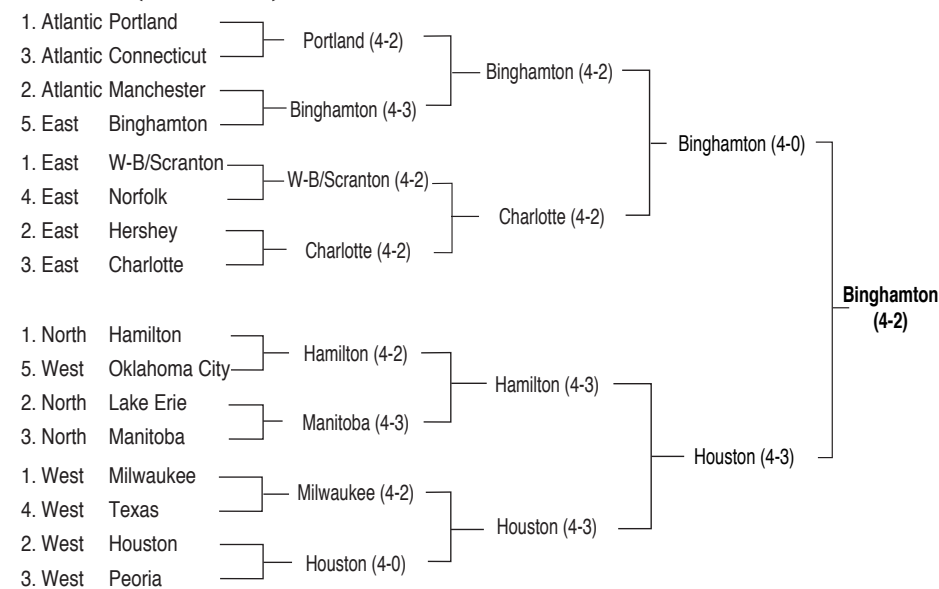 1. Atlantic Portland
3. Atlantic Connecticut
Portland (4-2)
2. Atlantic Manchester
5. East Binghamton
Binghamton (4-3)
Binghamton (4-2)
1. East W-B/Scranton
4. East Norfolk
W-B/Scranton (4-2)
2. East Hershey
3. East Charlotte
Charlotte (4-2)
Charlotte (4-2)
Binghamton (4-0)
1. North Hamilton
5. West Oklahoma City
Hamilton (4-2)
2. North Lake Erie
3. North Manitoba
Manitoba (4-3)
Hamilton (4-3)
1. West Milwaukee
4. West Texas
Milwaukee (4-2)
2. West Houston
3. West Peoria
Houston (4-0)
Houston (4-3)
Houston (4-3)
Binghamton
(4-2)